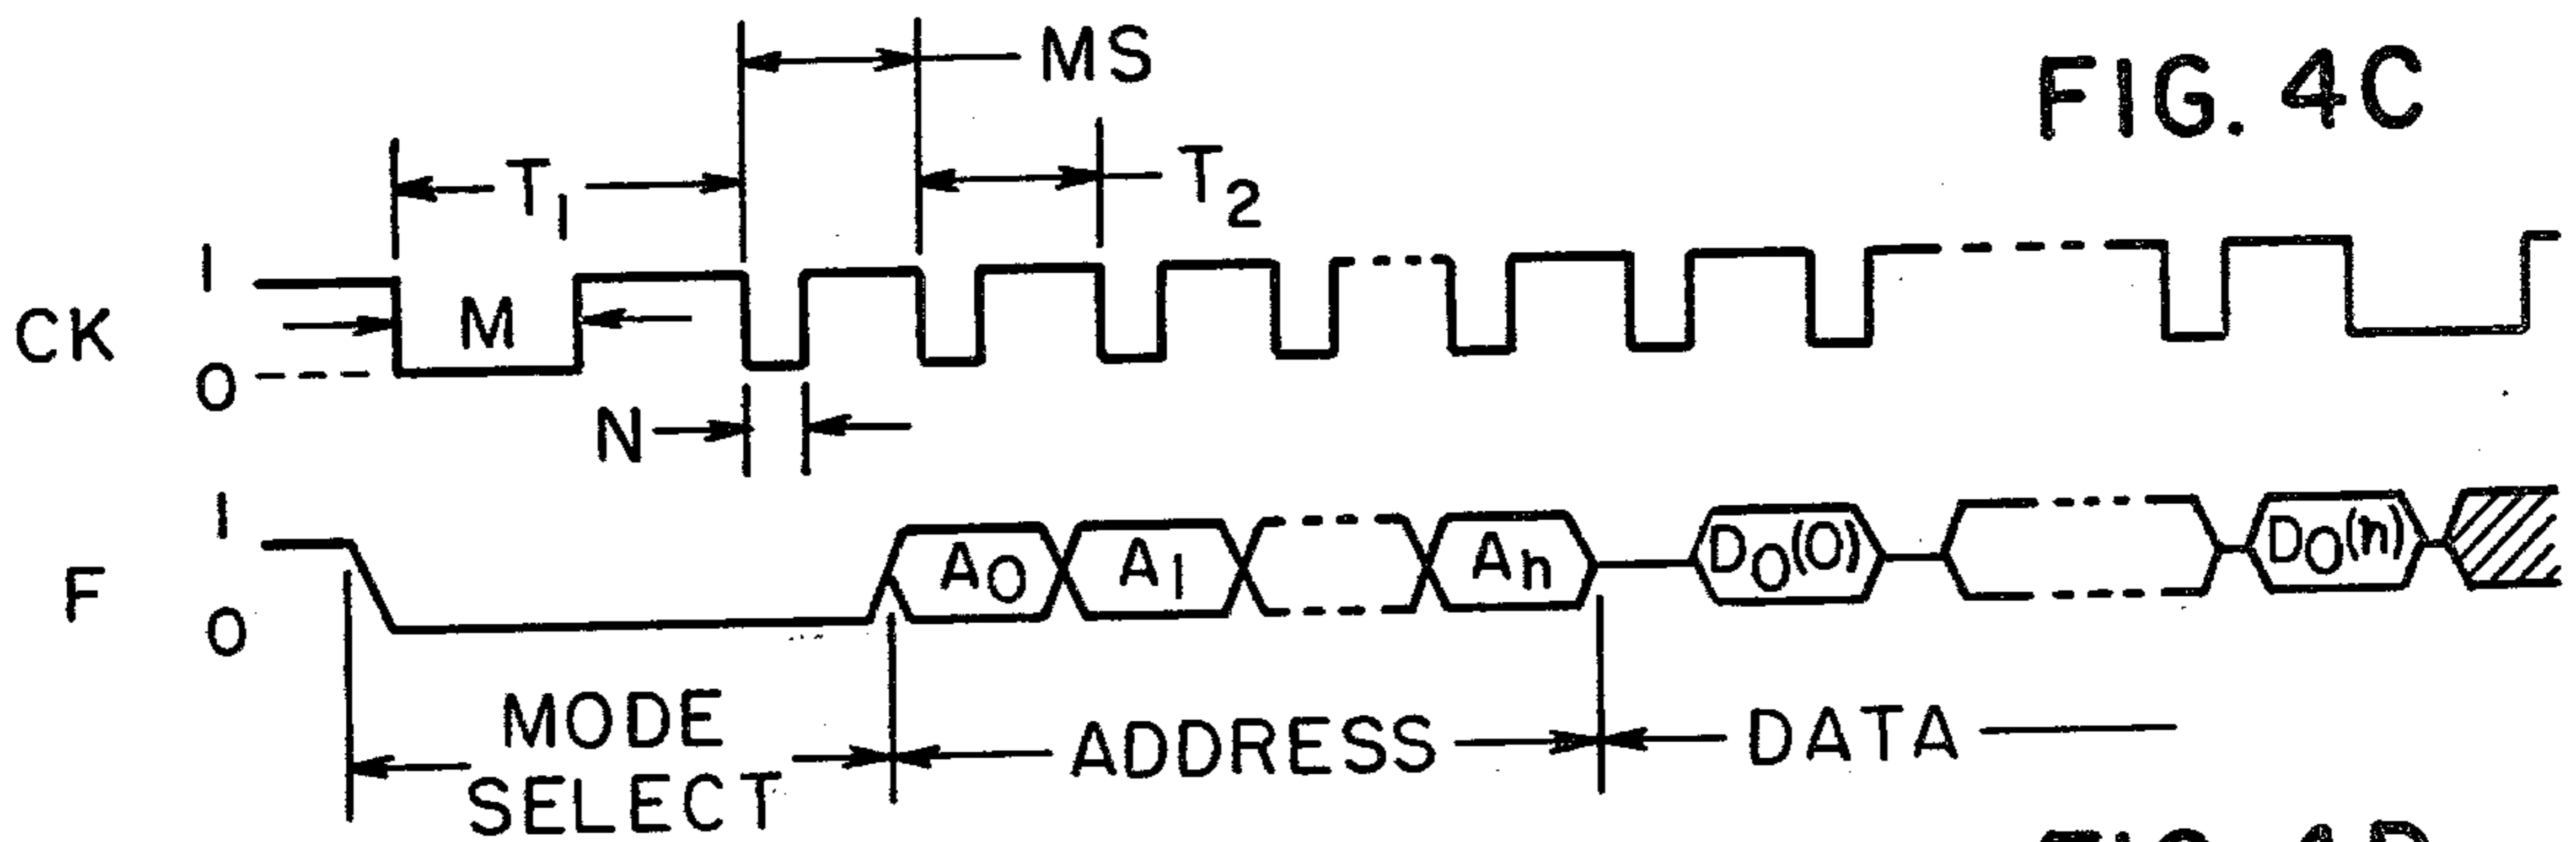 MS
FIG. 4C
T1
T2
1
CK
M
0
N
1
F
0
A0 A1 An D0(0) D0(n)
MODE
SELECT
ADDRESS
DATA